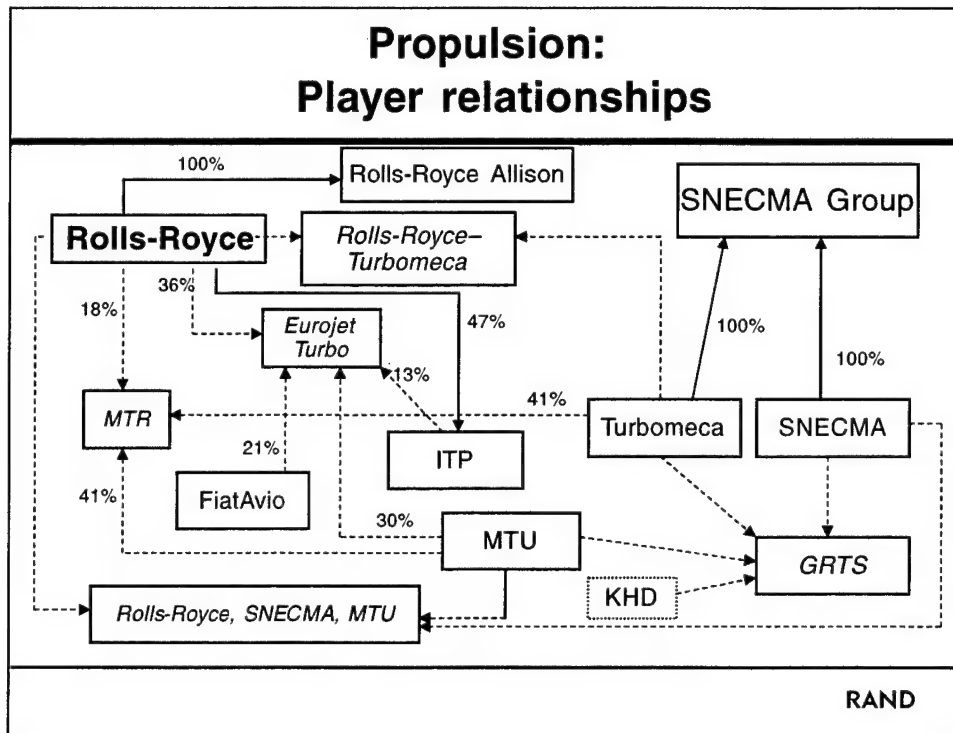 Propulsion:
Player relationships
100%
Rolls-Royce Allison
SNECMA Group
Rolls-Royce
Rolls-Royce–
Turbomeca
36%
18%
47%
Eurojet
Turbo
100%
100%
13%
MTR
41%
Turbomeca
SNECMA
ITP
21%
41%
FiatAvio
30%
MTU
GRTS
KHD
Rolls-Royce, SNECMA, MTU
RAND